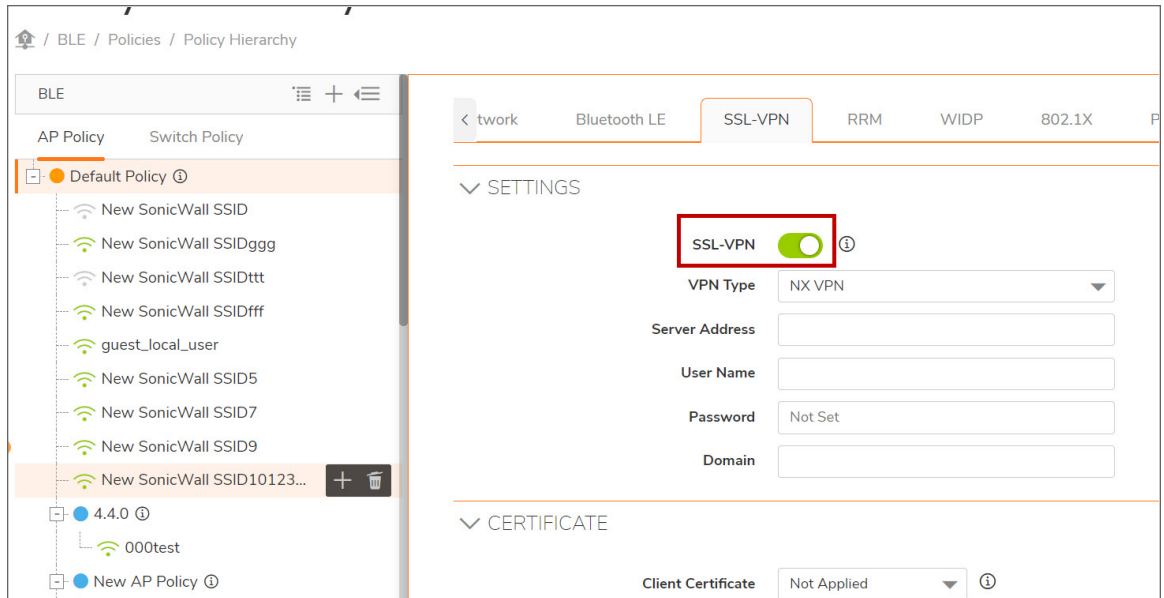 / BLE / Policies / Policy Hierarchy
BLE
AP Policy Switch Policy
Default Policy
New SonicWall SSID
New SonicWall SSIDggg
New SonicWall SSIDttt
New SonicWall SSIDfff
guest_local_user
New SonicWall SSID5
New SonicWall SSID7
New SonicWall SSID9
New SonicWall SSID10123...
4.4.0
000test
New AP Policy
twork Bluetooth LE SSL-VPN RRM WIDP 802.1X P
SETTINGS
SSL-VPN
VPN Type NX VPN
Server Address
User Name
Password Not Set
Domain
CERTIFICATE
Client Certificate Not Applied